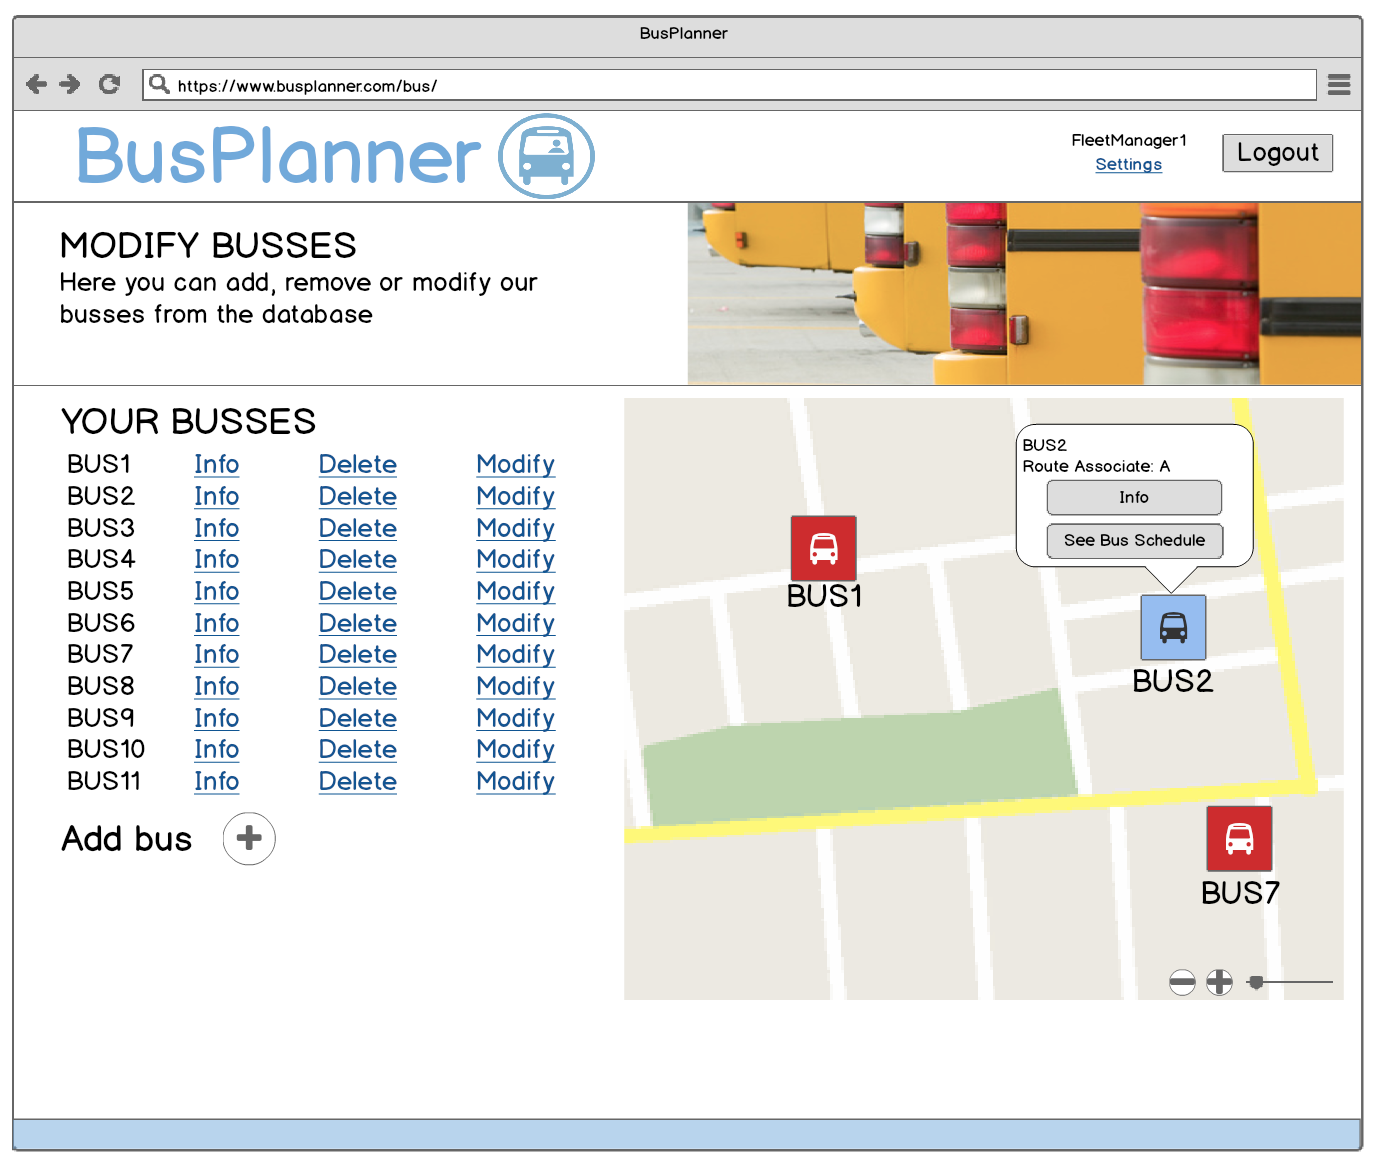 BusPlanner
https://www.busplanner.com/bus/
BusPlanner
FleetManager1
Settings
Logout
MODIFY BUSSES
Here you can add, remove or modify our
busses from the database
YOUR BUSSES
BUS1 Info Delete Modify
BUS2 Info Delete Modify
BUS3 Info Delete Modify
BUS4 Info Delete Modify
BUS5 Info Delete Modify
BUS6 Info Delete Modify
BUS7 Info Delete Modify
BUS8 Info Delete Modify
BUS9 Info Delete Modify
BUS10 Info Delete Modify
BUS11 Info Delete Modify
Add bus
BUS2
Route Associate: A
Info
See Bus Schedule
BUS1
BUS2
BUS7